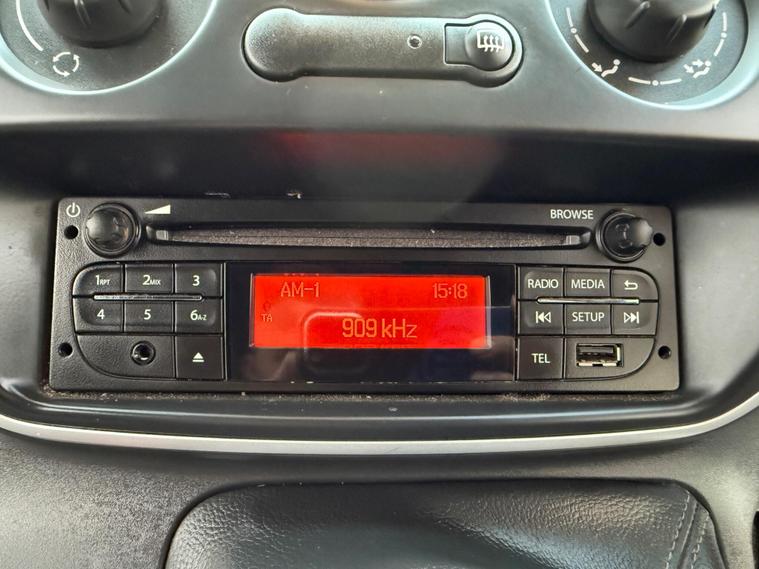 BROWSE
1RPT 2MIX 3
AM-1 15:18
RADIO MEDIA
4 5 6A-Z
TA
909 kHz
SETUP
TEL